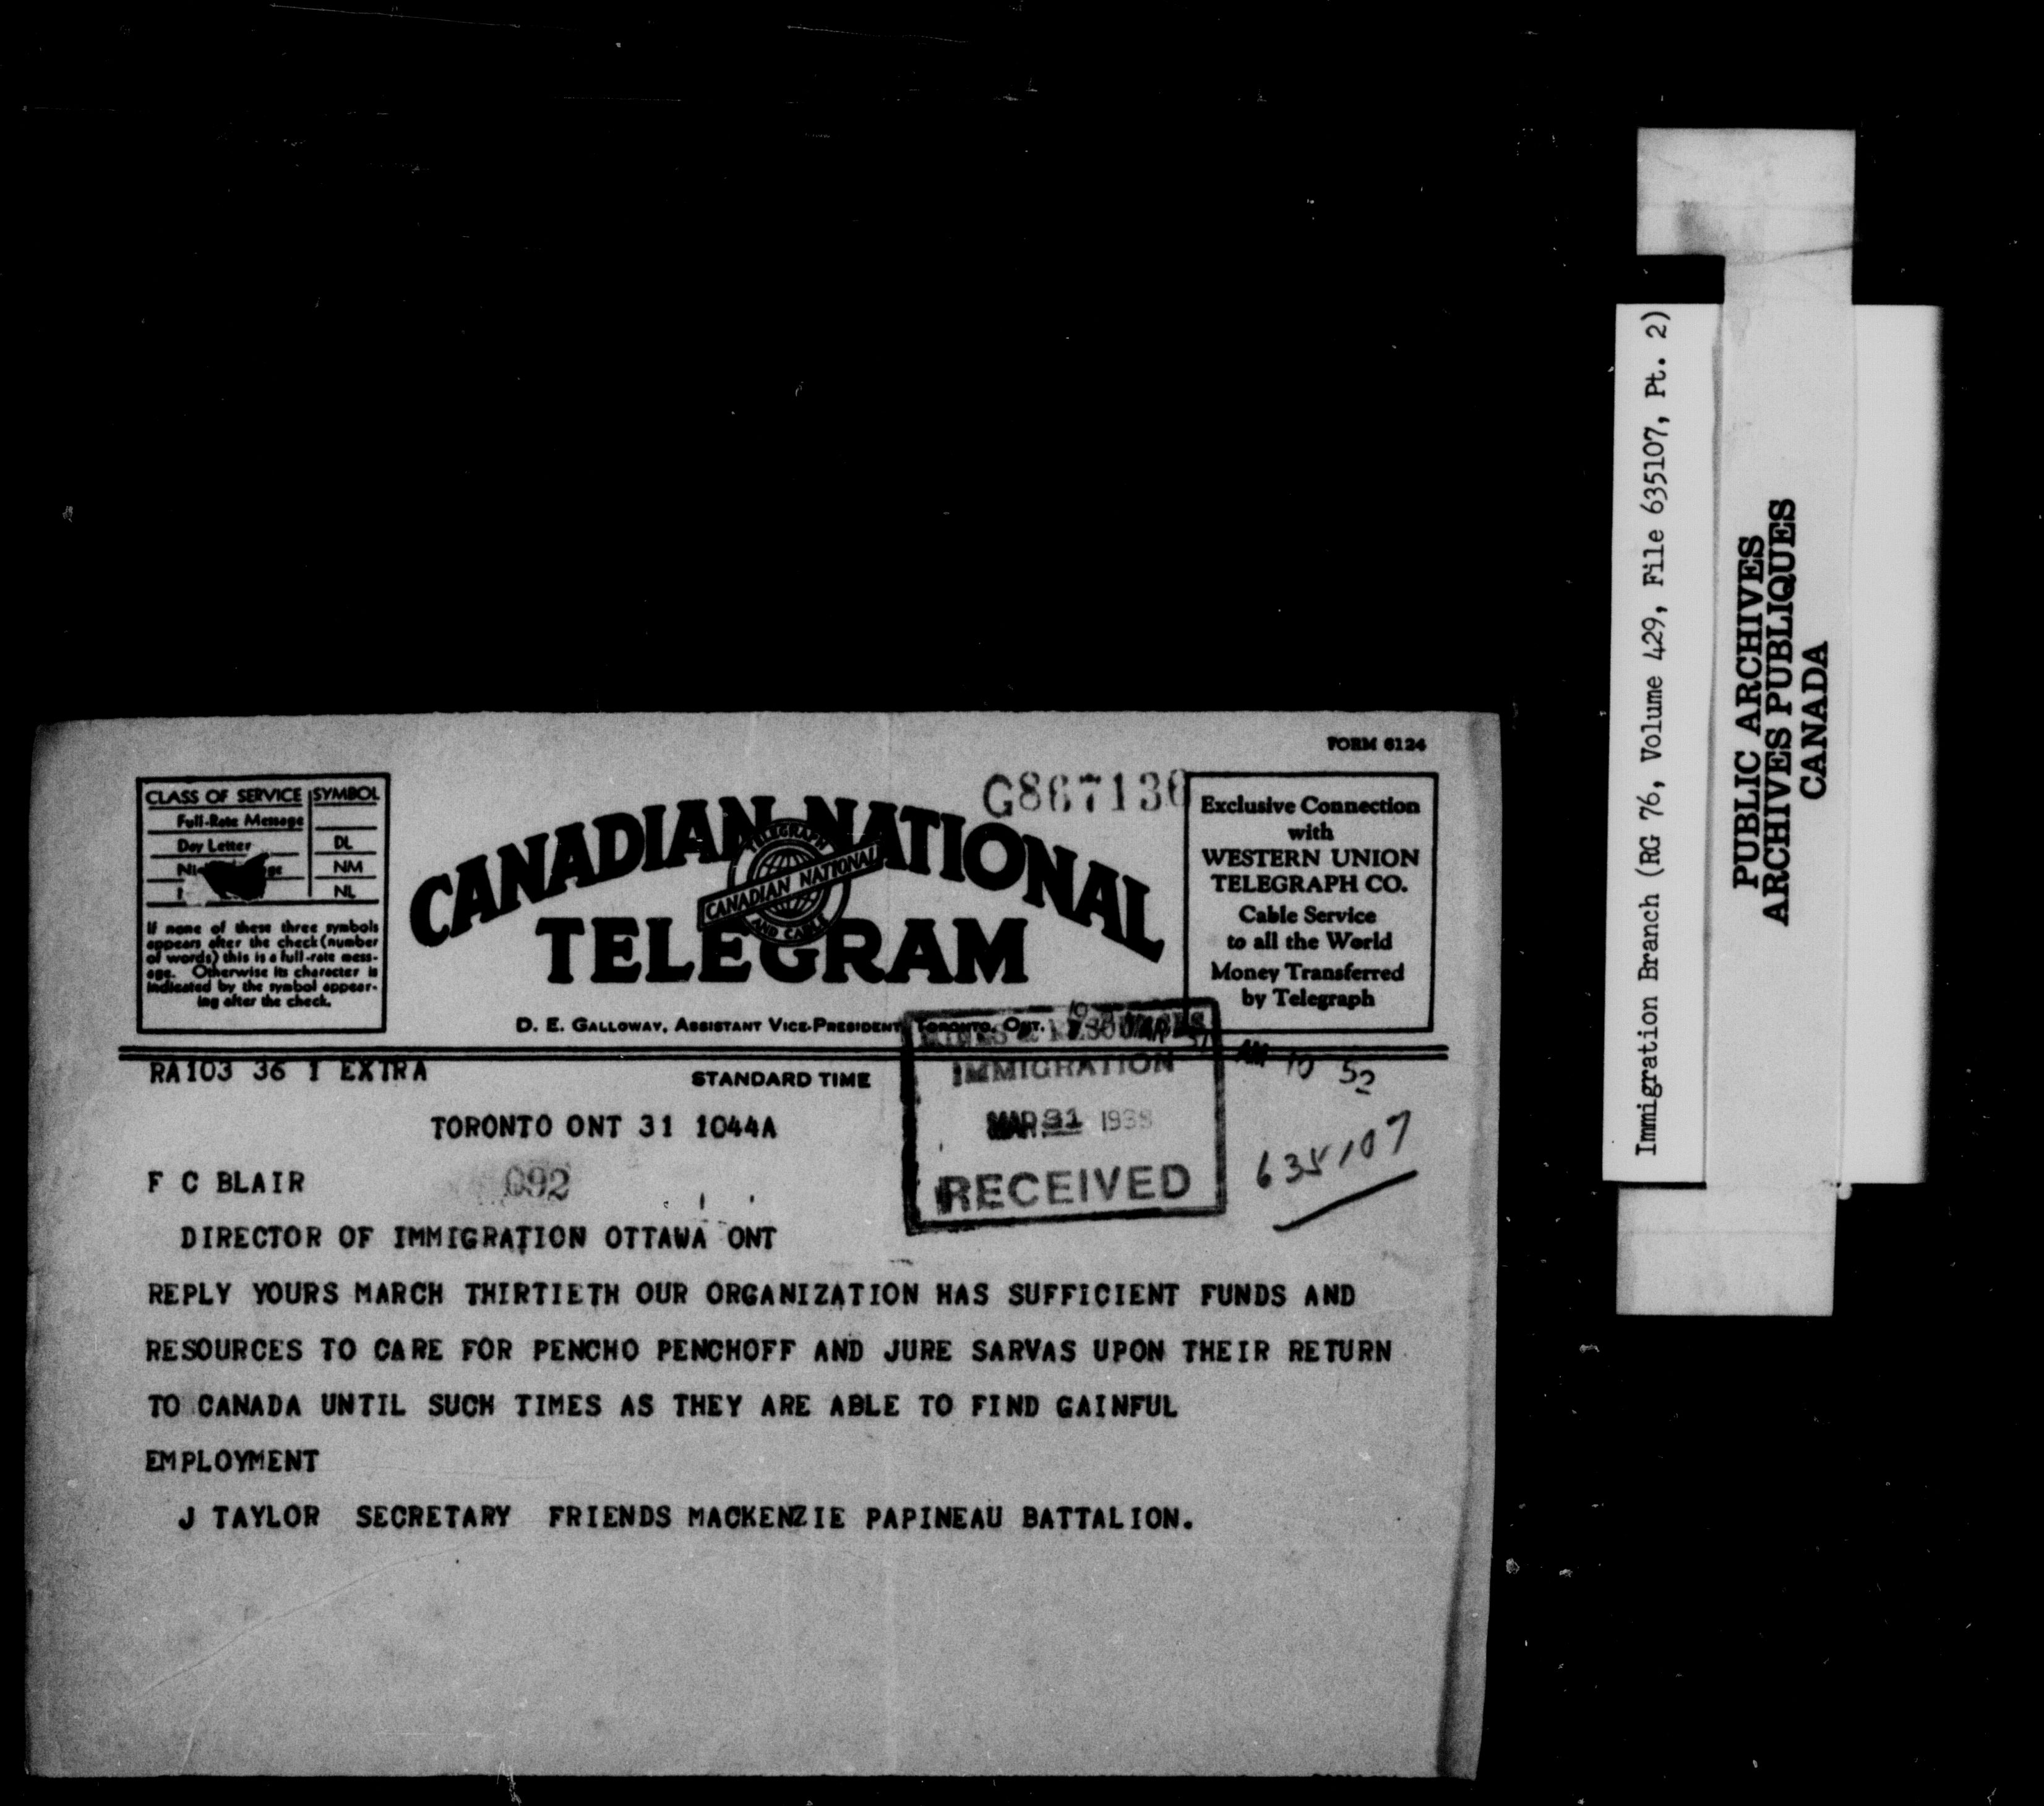 FORM 6124
CLASS OF SERVICE SYMBOL
Full-Rate Message
Day Letter DL
NM
NL
If none of these three symbols
appears after the check (number
of words) this is a full-rate mess-
age. Otherwise its character is
indicated by the symbol appear-
ing after the check.
G867136
CANADIAN NATIONAL
TELEGRAPH
CANADIAN NATIONAL
AND CABLE
TELEGRAM
Exclusive Connection
with
WESTERN UNION
TELEGRAPH CO.
Cable Service
to all the World
Money Transferred
by Telegraph
D. E. GALLOWAY, ASSISTANT VICE-PRESIDENT, TORONTO, ONT.
RA103 36 1 EXTRA
STANDARD TIME
AM 10 52
IMMIGRATION
MAR 31 1938
RECEIVED
635107
TORONTO ONT 31 1044A
F C BLAIR
092
DIRECTOR OF IMMIGRATION OTTAWA ONT
REPLY YOURS MARCH THIRTIETH OUR ORGANIZATION HAS SUFFICIENT FUNDS AND
RESOURCES TO CARE FOR PENCHO PENCHOFF AND JURE SARVAS UPON THEIR RETURN
TO CANADA UNTIL SUCH TIMES AS THEY ARE ABLE TO FIND GAINFUL
EMPLOYMENT
J TAYLOR SECRETARY FRIENDS MACKENZIE PAPINEAU BATTALION.
Immigration Branch (RG 76, Volume 429, File 635107, Pt. 2)
PUBLIC ARCHIVES
ARCHIVES PUBLIQUES
CANADA